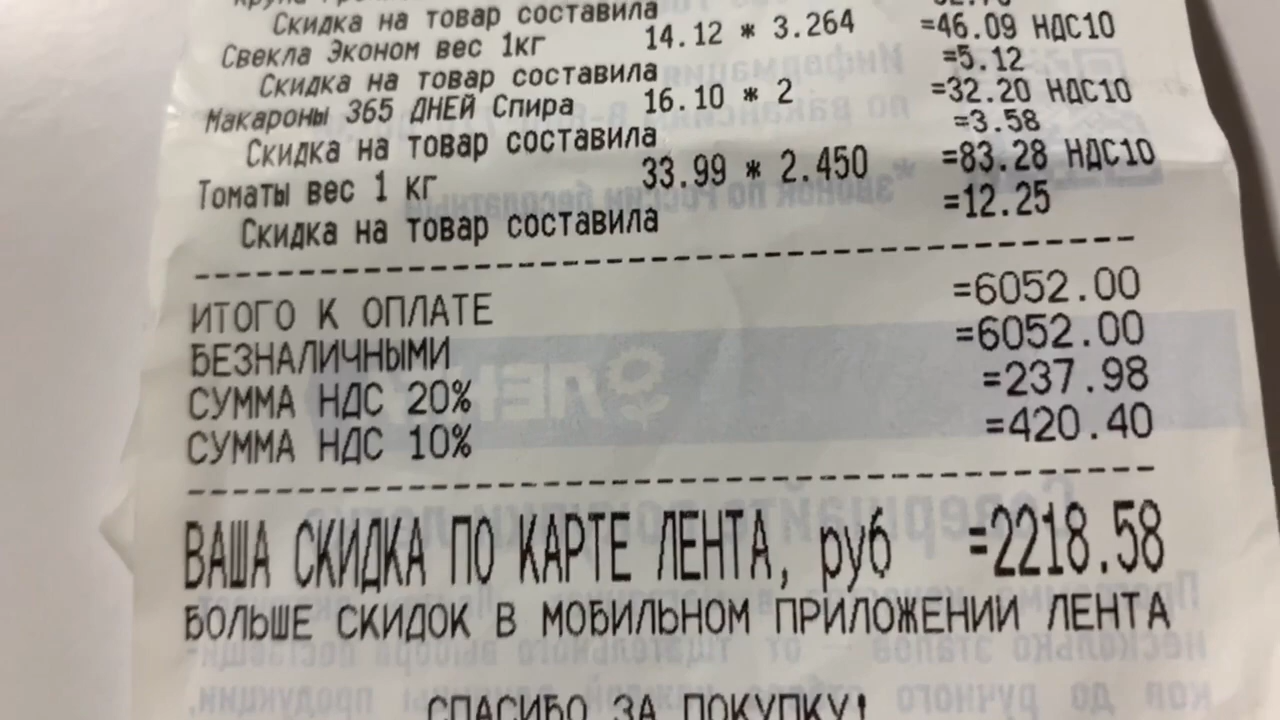 Скидка на товар составила
Свекла Эконом вес 1кг 14.12 * 3.264 =46.09 НДС10
Скидка на товар составила =5.12
Макароны 365 ДНЕЙ Спира 16.10 * 2 =32.20 НДС10
Скидка на товар составила =3.58
Томаты вес 1 кг 33.99 * 2.450 =83.28 НДС10
Скидка на товар составила =12.25
ИТОГО К ОПЛАТЕ =6052.00
БЕЗНАЛИЧНЫМИ =6052.00
СУММА НДС 20% =237.98
СУММА НДС 10% =420.40
ВАША СКИДКА ПО КАРТЕ ЛЕНТА, руб =2218.58
БОЛЬШЕ СКИДОК В МОБИЛЬНОМ ПРИЛОЖЕНИИ ЛЕНТА
СПАСИБО ЗА ПОКУПКУ!